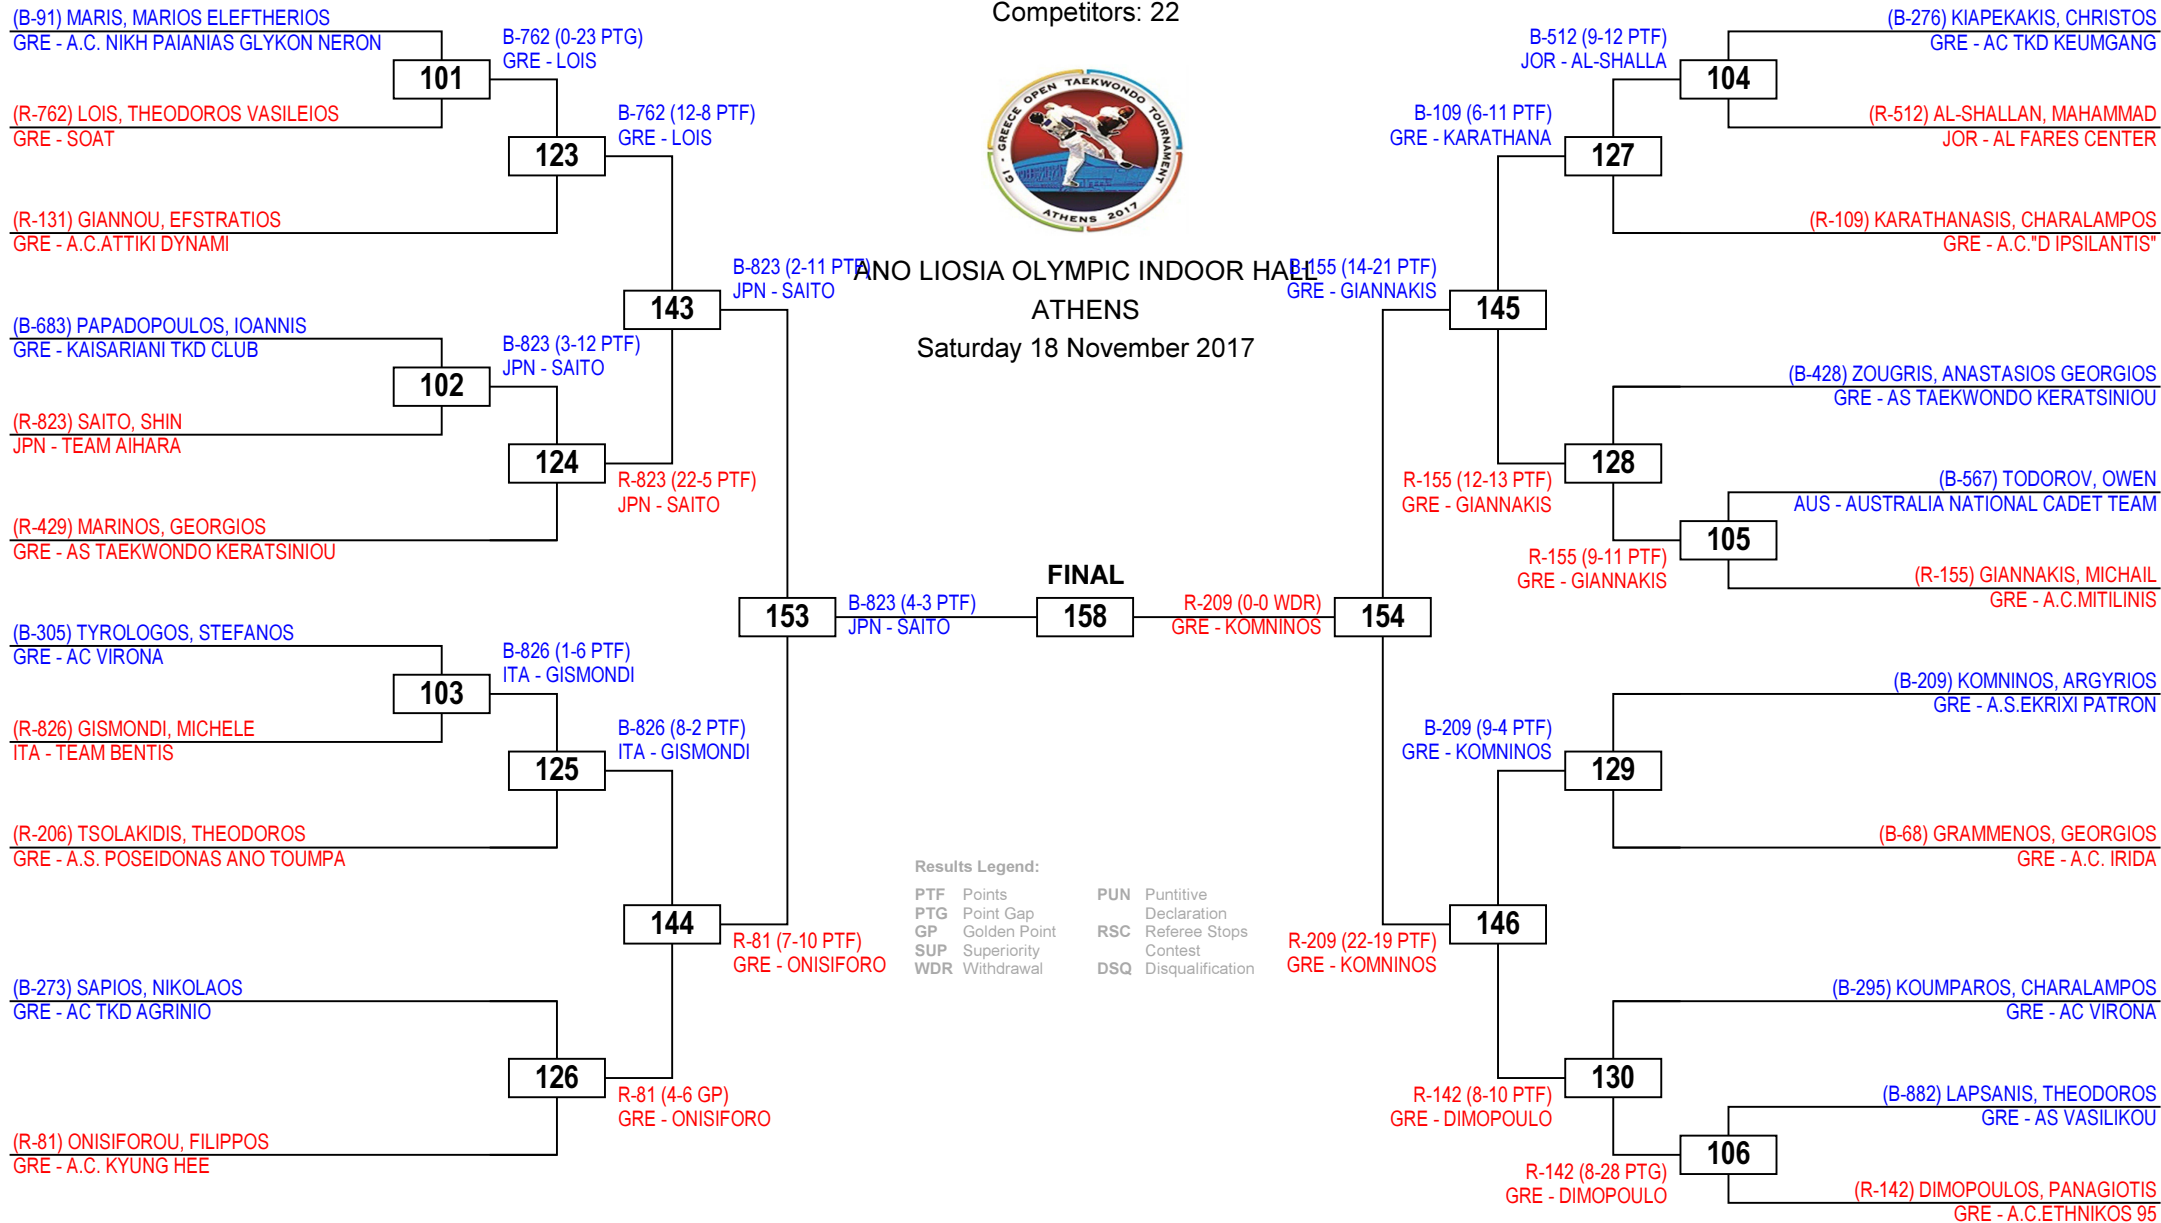 Competitors: 22
G1 - GREECE OPEN TAEKWONDO TOURNAMENT
ATHENS 2017
ANO LIOSIA OLYMPIC INDOOR HALL
ATHENS
Saturday 18 November 2017
(B-91) MARIS, MARIOS ELEFTHERIOS
GRE - A.C. NIKH PAIANIAS GLYKON NERON
101
(R-762) LOIS, THEODOROS VASILEIOS
GRE - SOAT
B-762 (0-23 PTG)
GRE - LOIS
123
(R-131) GIANNOU, EFSTRATIOS
GRE - A.C.ATTIKI DYNAMI
B-762 (12-8 PTF)
GRE - LOIS
143
(B-683) PAPADOPOULOS, IOANNIS
GRE - KAISARIANI TKD CLUB
102
(R-823) SAITO, SHIN
JPN - TEAM AIHARA
B-823 (3-12 PTF)
JPN - SAITO
124
(R-429) MARINOS, GEORGIOS
GRE - AS TAEKWONDO KERATSINIOU
R-823 (22-5 PTF)
JPN - SAITO
B-823 (2-11 PTF)
JPN - SAITO
153
(B-305) TYROLOGOS, STEFANOS
GRE - AC VIRONA
103
(R-826) GISMONDI, MICHELE
ITA - TEAM BENTIS
B-826 (1-6 PTF)
ITA - GISMONDI
125
(R-206) TSOLAKIDIS, THEODOROS
GRE - A.S. POSEIDONAS ANO TOUMPA
B-826 (8-2 PTF)
ITA - GISMONDI
144
(B-273) SAPIOS, NIKOLAOS
GRE - AC TKD AGRINIO
126
(R-81) ONISIFOROU, FILIPPOS
GRE - A.C. KYUNG HEE
R-81 (4-6 GP)
GRE - ONISIFORO
R-81 (7-10 PTF)
GRE - ONISIFORO
B-823 (4-3 PTF)
JPN - SAITO
FINAL
158
R-209 (0-0 WDR)
GRE - KOMNINOS
154
B-155 (14-21 PTF)
GRE - GIANNAKIS
145
B-109 (6-11 PTF)
GRE - KARATHANA
127
B-512 (9-12 PTF)
JOR - AL-SHALLA
104
(B-276) KIAPEKAKIS, CHRISTOS
GRE - AC TKD KEUMGANG
(R-512) AL-SHALLAN, MAHAMMAD
JOR - AL FARES CENTER
(R-109) KARATHANASIS, CHARALAMPOS
GRE - A.C."D IPSILANTIS"
(B-428) ZOUGRIS, ANASTASIOS GEORGIOS
GRE - AS TAEKWONDO KERATSINIOU
128
R-155 (12-13 PTF)
GRE - GIANNAKIS
(B-567) TODOROV, OWEN
AUS - AUSTRALIA NATIONAL CADET TEAM
105
R-155 (9-11 PTF)
GRE - GIANNAKIS
(R-155) GIANNAKIS, MICHAIL
GRE - A.C.MITILINIS
(B-209) KOMNINOS, ARGYRIOS
GRE - A.S.EKRIXI PATRON
B-209 (9-4 PTF)
GRE - KOMNINOS
129
(B-68) GRAMMENOS, GEORGIOS
GRE - A.C. IRIDA
146
R-209 (22-19 PTF)
GRE - KOMNINOS
(B-295) KOUMPAROS, CHARALAMPOS
GRE - AC VIRONA
130
R-142 (8-10 PTF)
GRE - DIMOPOULO
(B-882) LAPSANIS, THEODOROS
GRE - AS VASILIKOU
106
R-142 (8-28 PTG)
GRE - DIMOPOULO
(R-142) DIMOPOULOS, PANAGIOTIS
GRE - A.C.ETHNIKOS 95
Results Legend:
PTF Points
PTG Point Gap
GP Golden Point
SUP Superiority
WDR Withdrawal
PUN Puntitive
Declaration
RSC Referee Stops
Contest
DSQ Disqualification